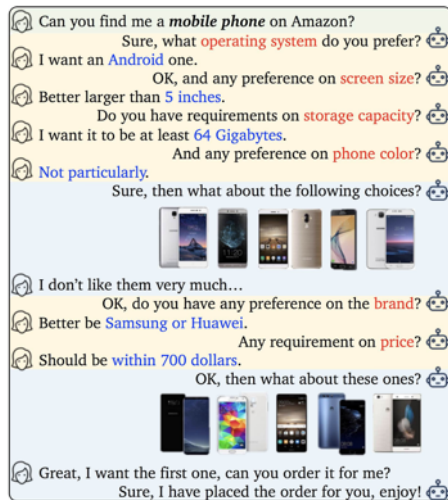 Can you find me a mobile phone on Amazon?
Sure, what operating system do you prefer?
I want an Android one.
OK, and any preference on screen size?
Better larger than 5 inches.
Do you have requirements on storage capacity?
I want it to be at least 64 Gigabytes.
And any preference on phone color?
Not particularly.
Sure, then what about the following choices?
I don't like them very much…
OK, do you have any preference on the brand?
Better be Samsung or Huawei.
Any requirement on price?
Should be within 700 dollars.
OK, then what about these ones?
Great, I want the first one, can you order it for me?
Sure, I have placed the order for you, enjoy!